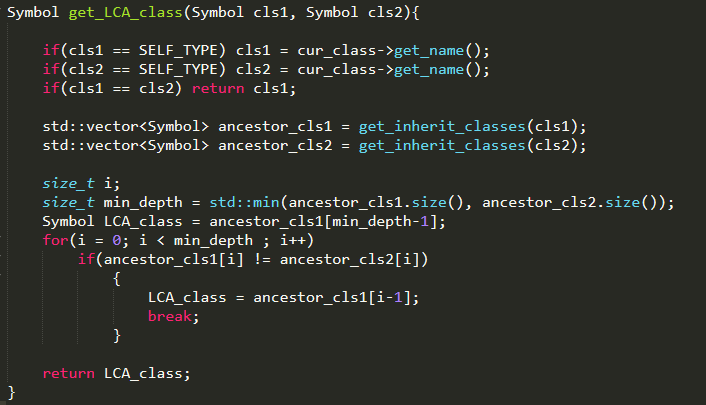 Symbol get_LCA_class(Symbol cls1, Symbol cls2){
if(cls1 == SELF_TYPE) cls1 = cur_class->get_name();
if(cls2 == SELF_TYPE) cls2 = cur_class->get_name();
if(cls1 == cls2) return cls1;
std::vector<Symbol> ancestor_cls1 = get_inherit_classes(cls1);
std::vector<Symbol> ancestor_cls2 = get_inherit_classes(cls2);
size_t i;
size_t min_depth = std::min(ancestor_cls1.size(), ancestor_cls2.size());
Symbol LCA_class = ancestor_cls1[min_depth-1];
for(i = 0; i < min_depth ; i++)
if(ancestor_cls1[i] != ancestor_cls2[i])
{
LCA_class = ancestor_cls1[i-1];
break;
}
return LCA_class;
}